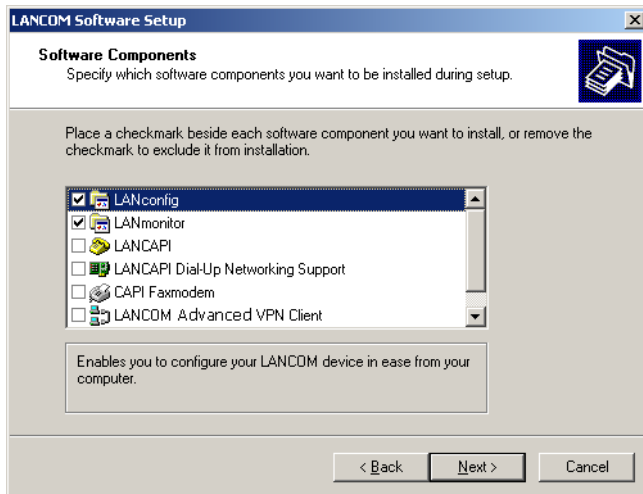 LANCOM Software Setup
Software Components
Specify which software components you want to be installed during setup.
Place a checkmark beside each software component you want to install, or remove the
checkmark to exclude it from installation.
LANconfig
LANmonitor
LANCAPI
LANCAPI Dial-Up Networking Support
CAPI Faxmodem
LANCOM Advanced VPN Client
Enables you to configure your LANCOM device in ease from your
computer.
< Back
Next >
Cancel